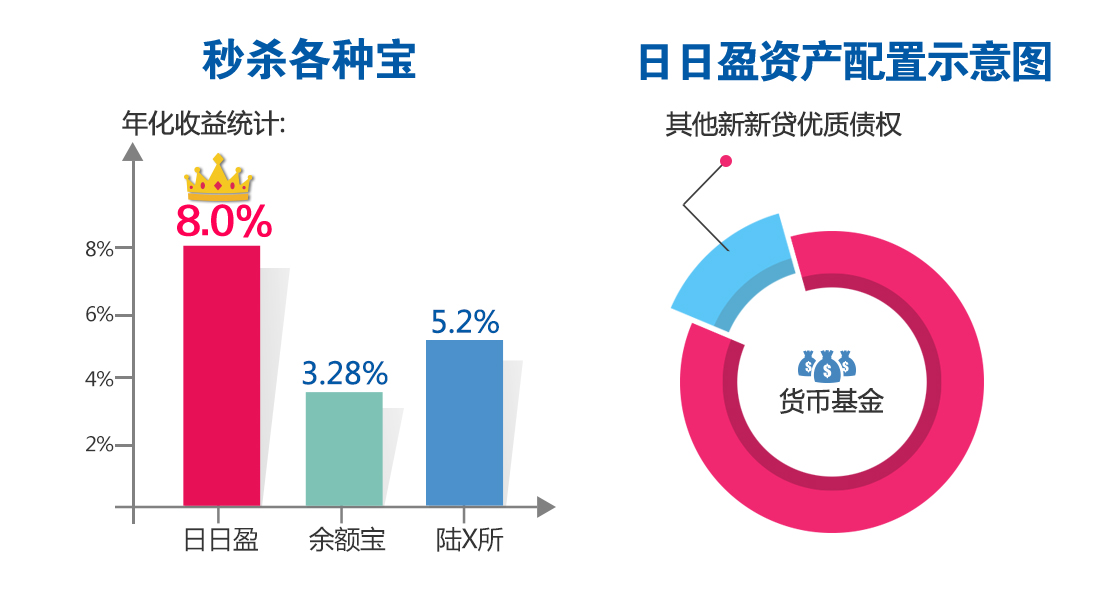 秒杀各种宝
年化收益统计:
8.0%
8%
6%
5.2%
4%
3.28%
2%
日日盈
余额宝
陆X所
日日盈资产配置示意图
其他新新贷优质债权
$ $ $
货币基金